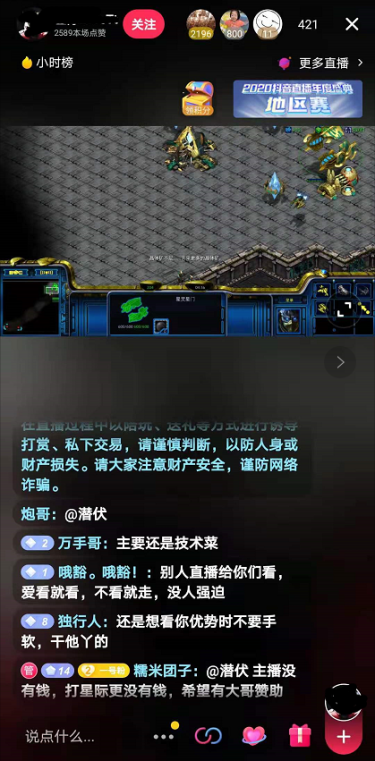 2589本场点赞
关注
2196
800
11
421
小时榜
更多直播
领积分
2020抖音直播年度盛典
地区赛
在直播过程中以陪玩、送礼等方式进行诱导
打赏、私下交易，请谨慎判断，以防人身或
财产损失。请大家注意财产安全，谨防网络
诈骗。
炮哥：@潜伏
2 万手哥：主要还是技术菜
1 哦豁。哦豁！：别人直播给你们看，
爱看就看，不看就走，没人强迫
8 独行人：还是想看你优势时不要手
软，干他丫的
管 14 2 一号粉 糯米团子：@潜伏 主播没
有钱，打星际更没有钱，希望有大哥赞助
说点什么...